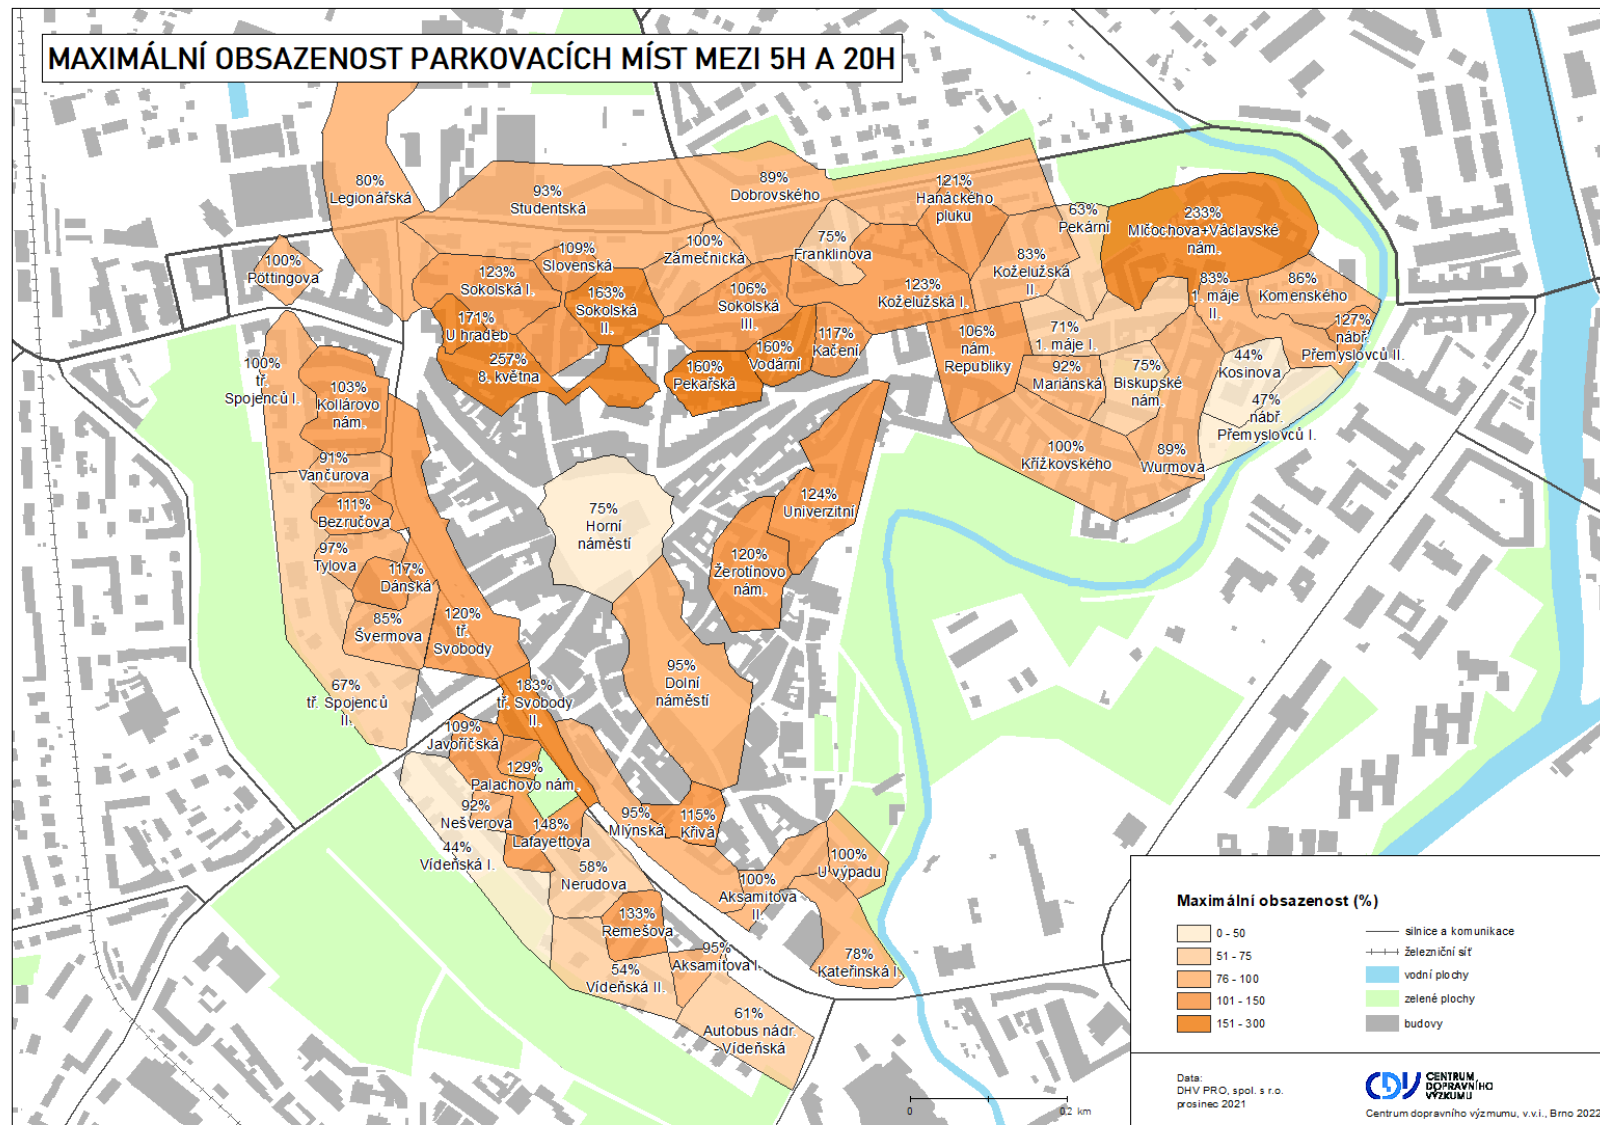 MAXIMÁLNÍ OBSAZENOST PARKOVACÍCH MÍST MEZI 5H A 20H
80%
Legionářská
93%
Studentská
89%
Dobrovského
121%
Hanáckého
pluku
63%
Pekární
233%
Mlčochova+Václavské
nám.
100%
Pöttingova
123%
Sokolská I.
109%
Slovenská
100%
Zámečnická
75%
Franklinova
83%
Koželužská
II.
163%
Sokolská
II.
106%
Sokolská
III.
123%
Koželužská I.
83%
1. máje
II.
86%
Komenského
171%
U hradeb
257%
8. května
160%
Pekařská
160%
Vodární
117%
Kačení
106%
nám.
Republiky
71%
1. máje I.
92%
Mariánská
75%
Biskupské
nám.
44%
Kosinova
127%
nábř.
Přemyslovců II.
47%
nábř.
Přemyslovců I.
100%
Křížkovského
89%
Wurmova
100%
tř.
Spojenců I.
103%
Kollárovo
nám.
91%
Vančurova
111%
Bezručova
97%
Tylova
117%
Dánská
85%
Švermova
120%
tř.
Svobody
67%
tř. Spojenců
II.
75%
Horní
náměstí
124%
Univerzitní
120%
Žerotínovo
nám.
95%
Dolní
náměstí
183%
tř. Svobody
II.
109%
Javoříčská
129%
Palachovo nám.
92%
Nešverova
148%
Lafayettova
44%
Vídeňská I.
58%
Nerudova
95%
Mlýnská
115%
Křivá
100%
Aksamitova
II.
100%
U výpadu
133%
Remešova
95%
Aksamitova I.
78%
Kateřinská I.
54%
Vídeňská II.
61%
Autobus nádr.
- Vídeňská
Maximální obsazenost (%)
0 - 50
51 - 75
76 - 100
101 - 150
151 - 300
silnice a komunikace
železniční síť
vodní plochy
zelené plochy
budovy
0 0,2 km
Data:
DHV PRO, spol. s r.o.
prosinec 2021
CDV CENTRUM
DOPRAVNÍHO
VÝZKUMU
Centrum dopravního výzmumu, v.v.i., Brno 2022